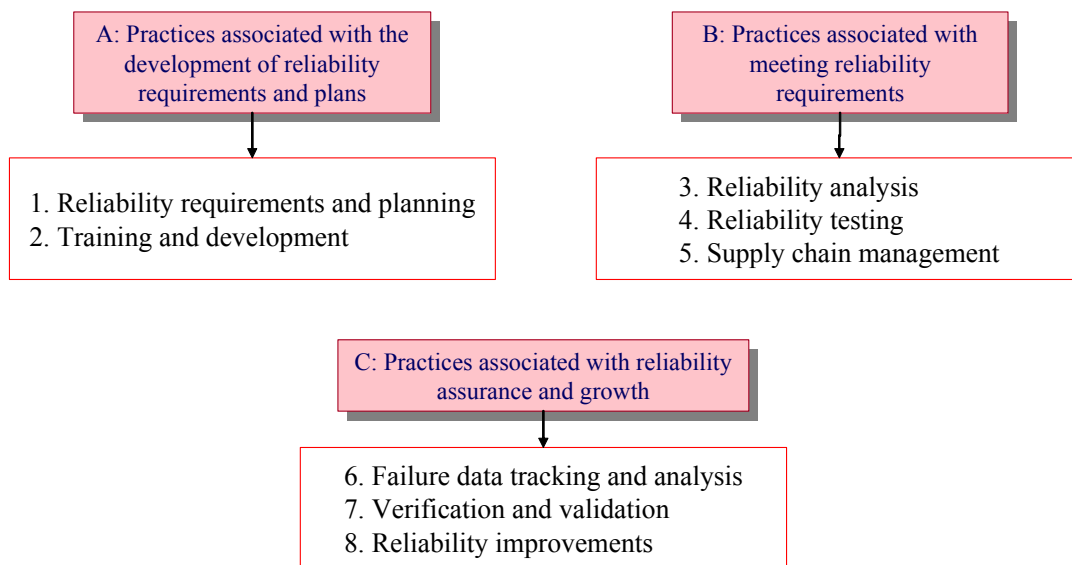 A: Practices associated with the
development of reliability
requirements and plans
B: Practices associated with
meeting reliability
requirements
1. Reliability requirements and planning
2. Training and development
3. Reliability analysis
4. Reliability testing
5. Supply chain management
C: Practices associated with reliability
assurance and growth
6. Failure data tracking and analysis
7. Verification and validation
8. Reliability improvements